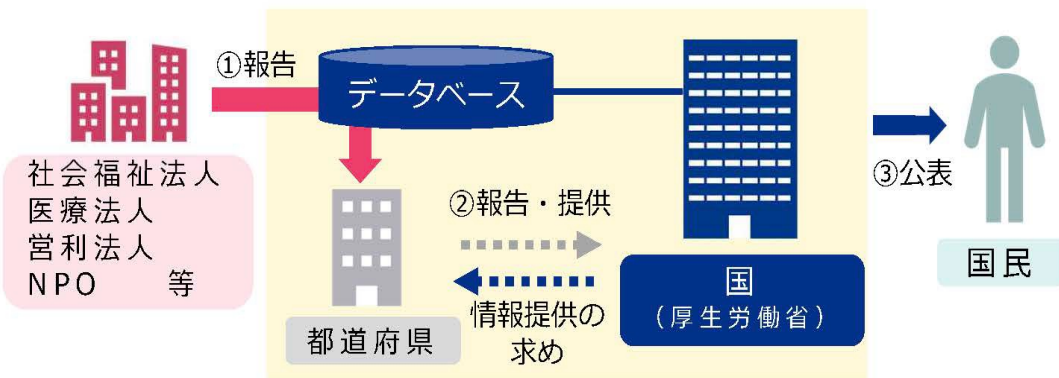 ①報告
データベース
社会福祉法人
医療法人
営利法人
NPO　等
都道府県
②報告・提供
情報提供の
求め
国
（厚生労働省）
③公表
国民